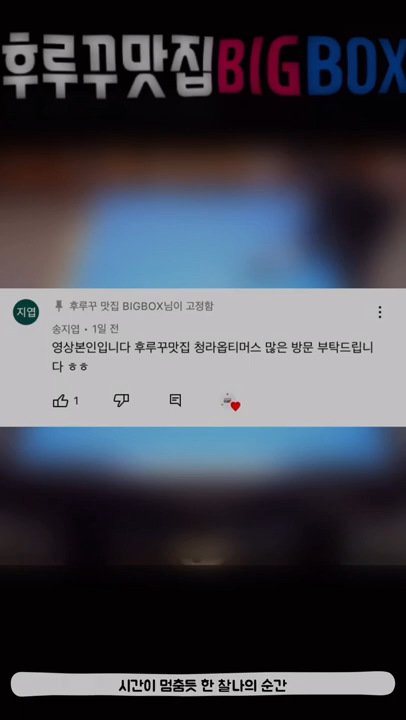 후루꾸맛집BIGBOX
지엽
후루꾸 맛집 BIGBOX님이 고정함
송지엽 • 1일 전
영상본인입니다 후루꾸맛집 청라옵티머스 많은 방문 부탁드립니
다 ㅎㅎ
1
시간이 멈춤듯 한 찰나의 순간